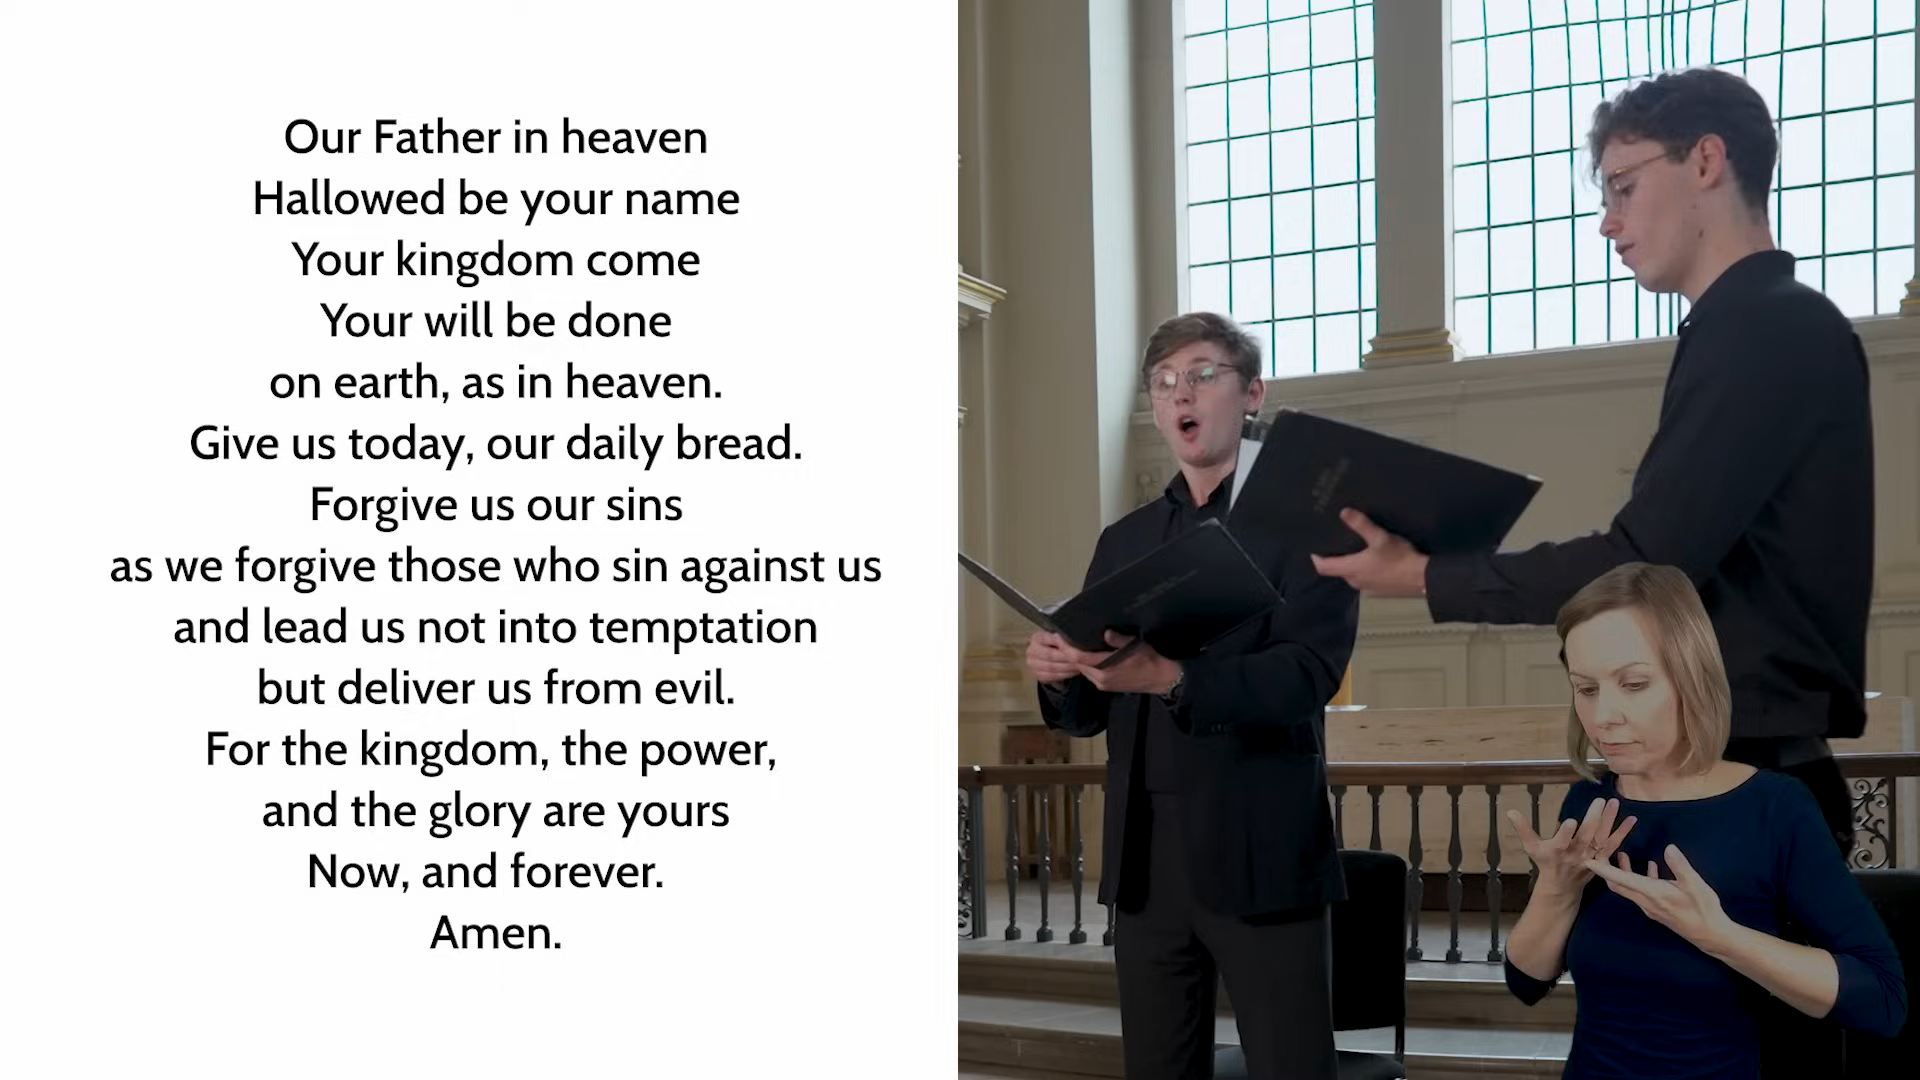 Our Father in heaven
Hallowed be your name
Your kingdom come
Your will be done
on earth, as in heaven.
Give us today, our daily bread.
Forgive us our sins
as we forgive those who sin against us
and lead us not into temptation
but deliver us from evil.
For the kingdom, the power,
and the glory are yours
Now, and forever.
Amen.